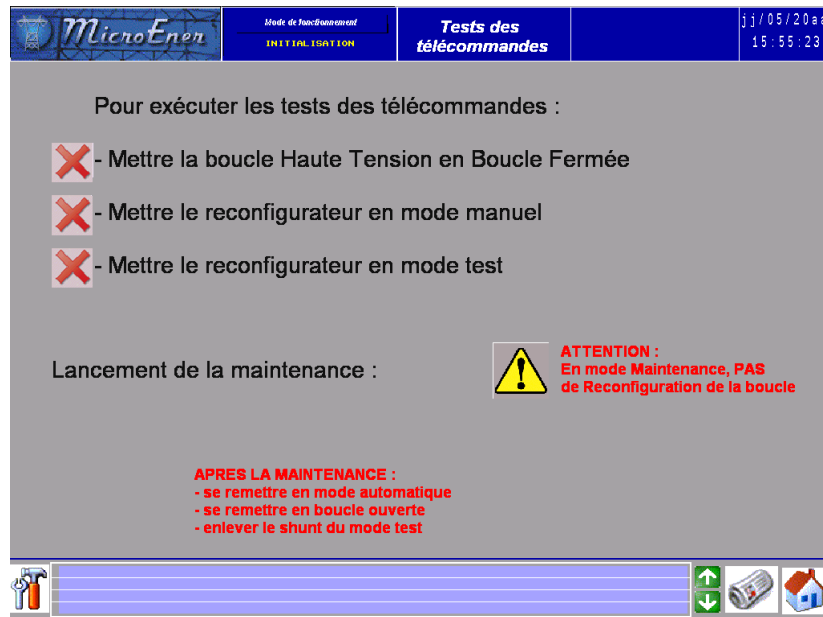 MicroEner
Mode de fonctionnement
INITIALISATION
Tests des
télécommandes
jj/05/20aa
15:55:23
Pour exécuter les tests des télécommandes :
- Mettre la boucle Haute Tension en Boucle Fermée
- Mettre le reconfigurateur en mode manuel
- Mettre le reconfigurateur en mode test
Lancement de la maintenance :
ATTENTION :
En mode Maintenance, PAS
de Reconfiguration de la boucle
APRES LA MAINTENANCE :
- se remettre en mode automatique
- se remettre en boucle ouverte
- enlever le shunt du mode test